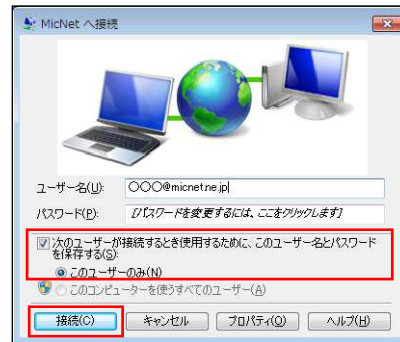 MicNet へ接続
ユーザー名(U):
〇〇〇@micnet.ne.jp
パスワード(P):
[パスワードを変更するには、ここをクリックします]
次のユーザーが接続するとき使用するために、このユーザー名とパスワード
を保存する(S):
このユーザーのみ(N)
このコンピューターを使うすべてのユーザー(A)
接続(C)
キャンセル
プロパティ(O)
ヘルプ(H)